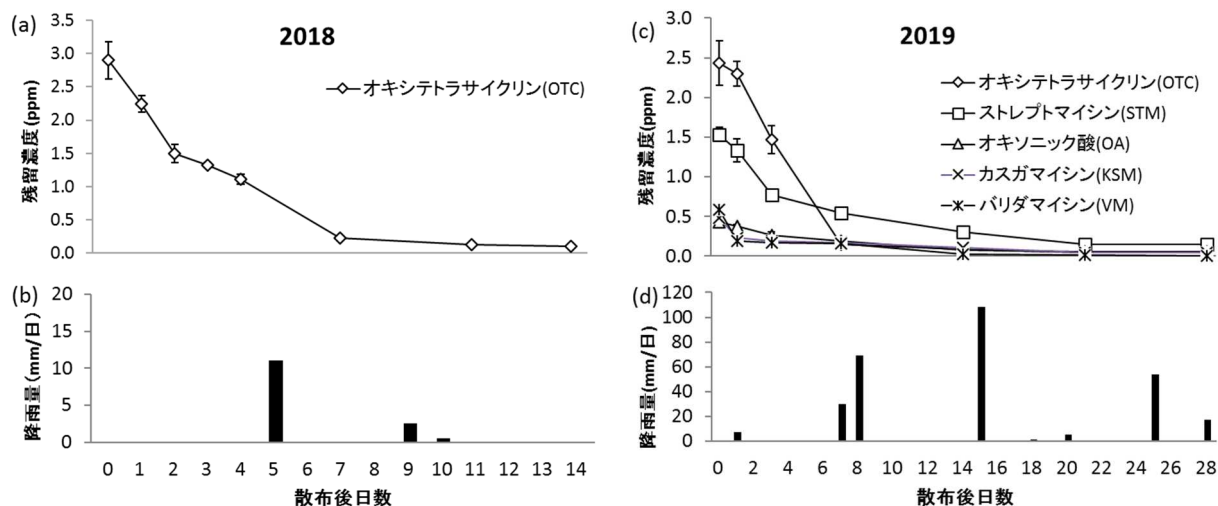 (a)
2018
3.5
3.0
2.5
2.0
1.5
1.0
0.5
0.0
残留濃度(ppm)
オキシテトラサイクリン(OTC)
(b)
20
15
10
5
0
降雨量(mm/日)
0 1 2 3 4 5 6 7 8 9 10 11 12 13 14
散布後日数
(c)
2019
3.0
2.5
2.0
1.5
1.0
0.5
0.0
残留濃度(ppm)
オキシテトラサイクリン(OTC)
ストレプトマイシン(STM)
オキソニック酸(OA)
カスガマイシン(KSM)
バリダマイシン(VM)
(d)
120
100
80
60
40
20
0
降雨量(mm/日)
0 2 4 6 8 10 12 14 16 18 20 22 24 26 28
散布後日数